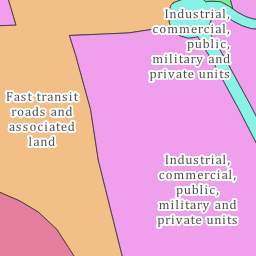 Industrial,
commercial,
public,
military and
private units
Fast transit
roads and
associated
land
Industrial,
commercial,
public,
military and
private units